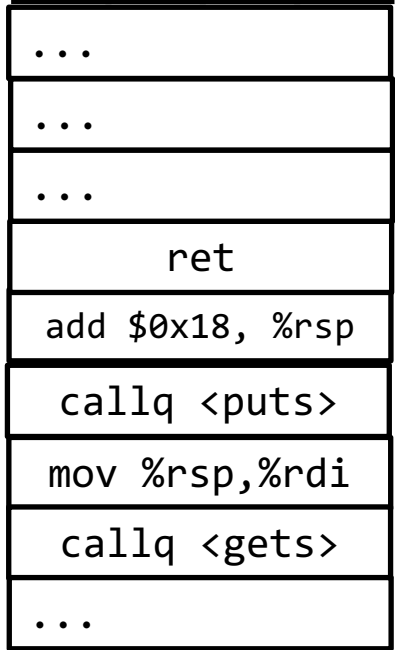 ...
...
...
ret
add $0x18, %rsp
callq <puts>
mov %rsp,%rdi
callq <gets>
...